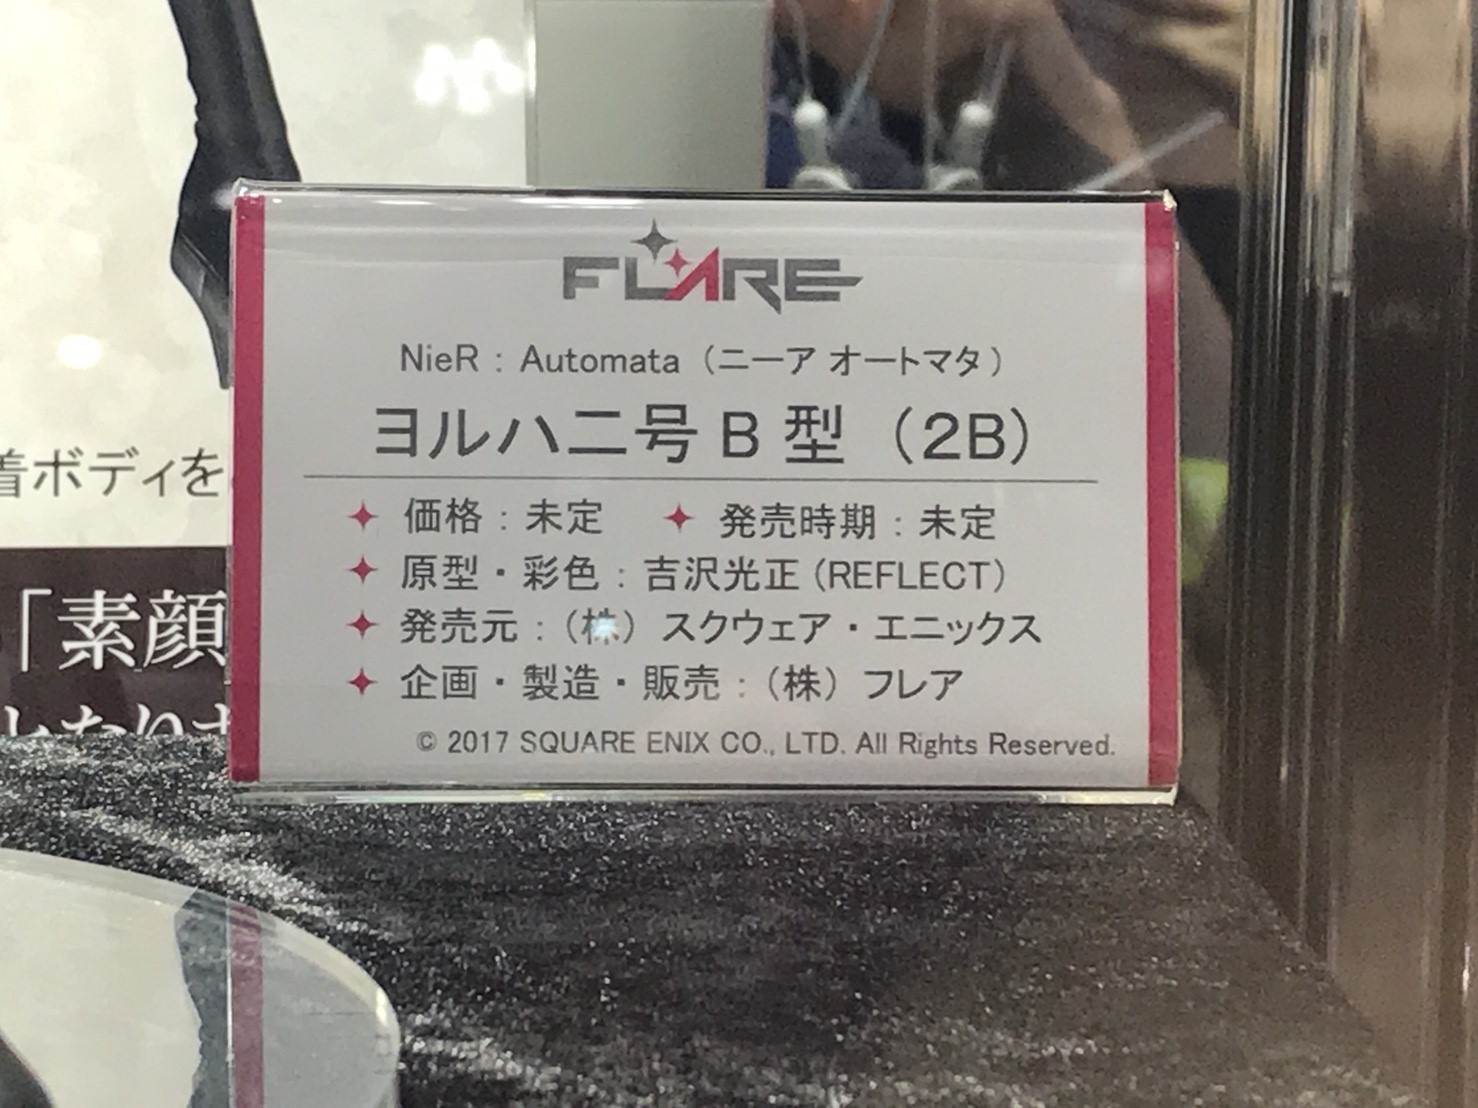 FLARE
NieR : Automata（ニーア オートマタ）
ヨルハ二号 B 型（2B）
✦ 価格 : 未定 ✦ 発売時期 : 未定
✦ 原型・彩色 : 吉沢光正 (REFLECT)
✦ 発売元 :（株）スクウェア・エニックス
✦ 企画・製造・販売 :（株）フレア
© 2017 SQUARE ENIX CO., LTD. All Rights Reserved.
着ボディを
「素顔
となりま